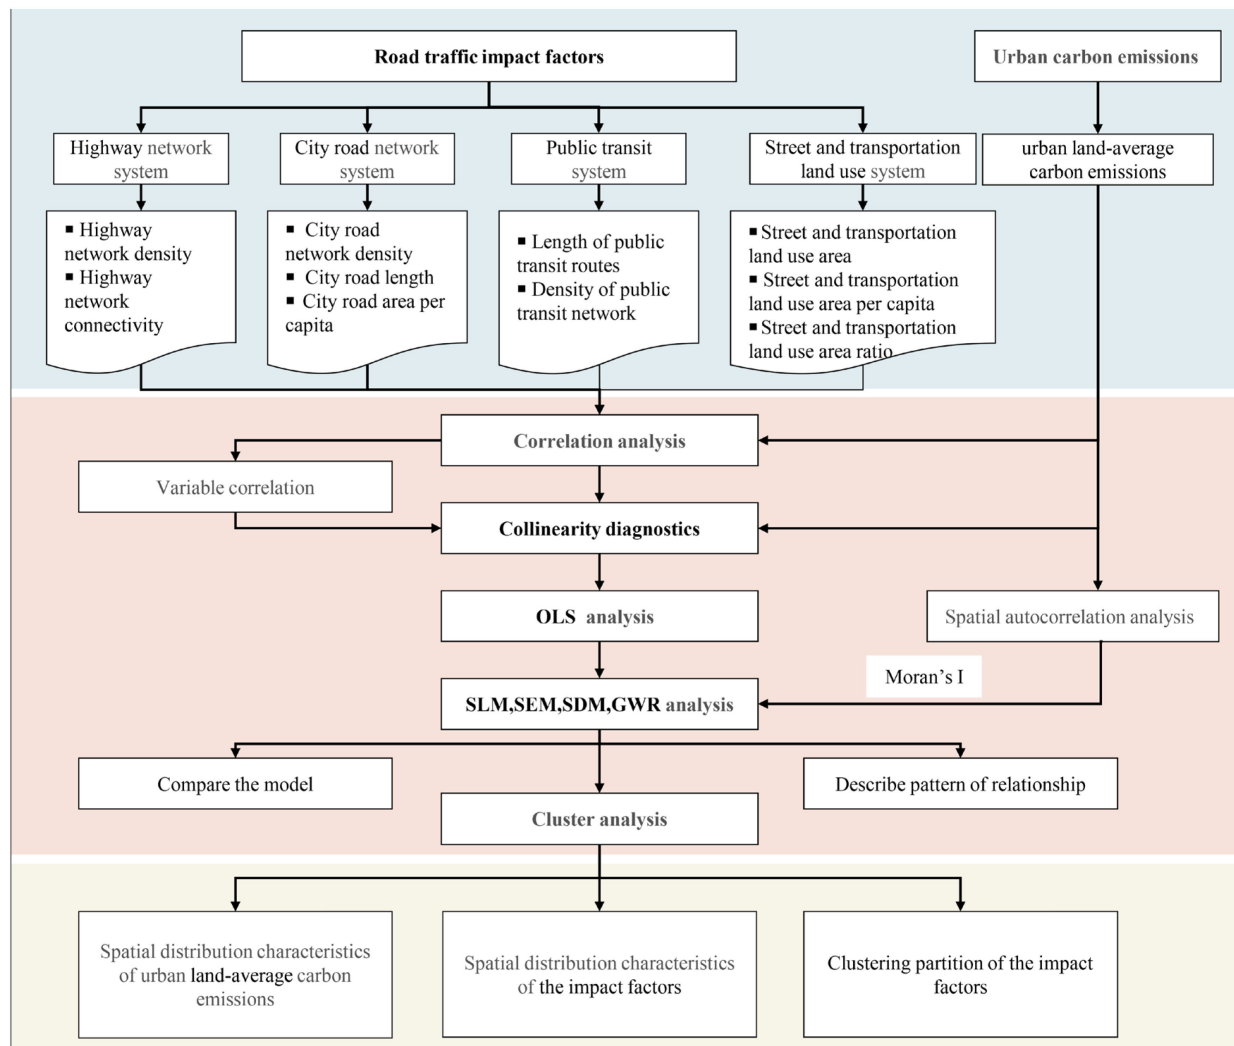 Road traffic impact factors
Urban carbon emissions
Highway network
system
City road network
system
Public transit
system
Street and transportation
land use system
urban land-average
carbon emissions
▪ Highway
network density
▪ Highway
network
connectivity
▪ City road
network density
▪ City road length
▪ City road area per
capita
▪ Length of public
transit routes
▪ Density of public
transit network
▪ Street and transportation
land use area
▪ Street and transportation
land use area per capita
▪ Street and transportation
land use area ratio
Correlation analysis
Variable correlation
Collinearity diagnostics
OLS analysis
Spatial autocorrelation analysis
Moran’s I
SLM,SEM,SDM,GWR analysis
Compare the model
Describe pattern of relationship
Cluster analysis
Spatial distribution characteristics
of urban land-average carbon
emissions
Spatial distribution characteristics
of the impact factors
Clustering partition of the impact
factors